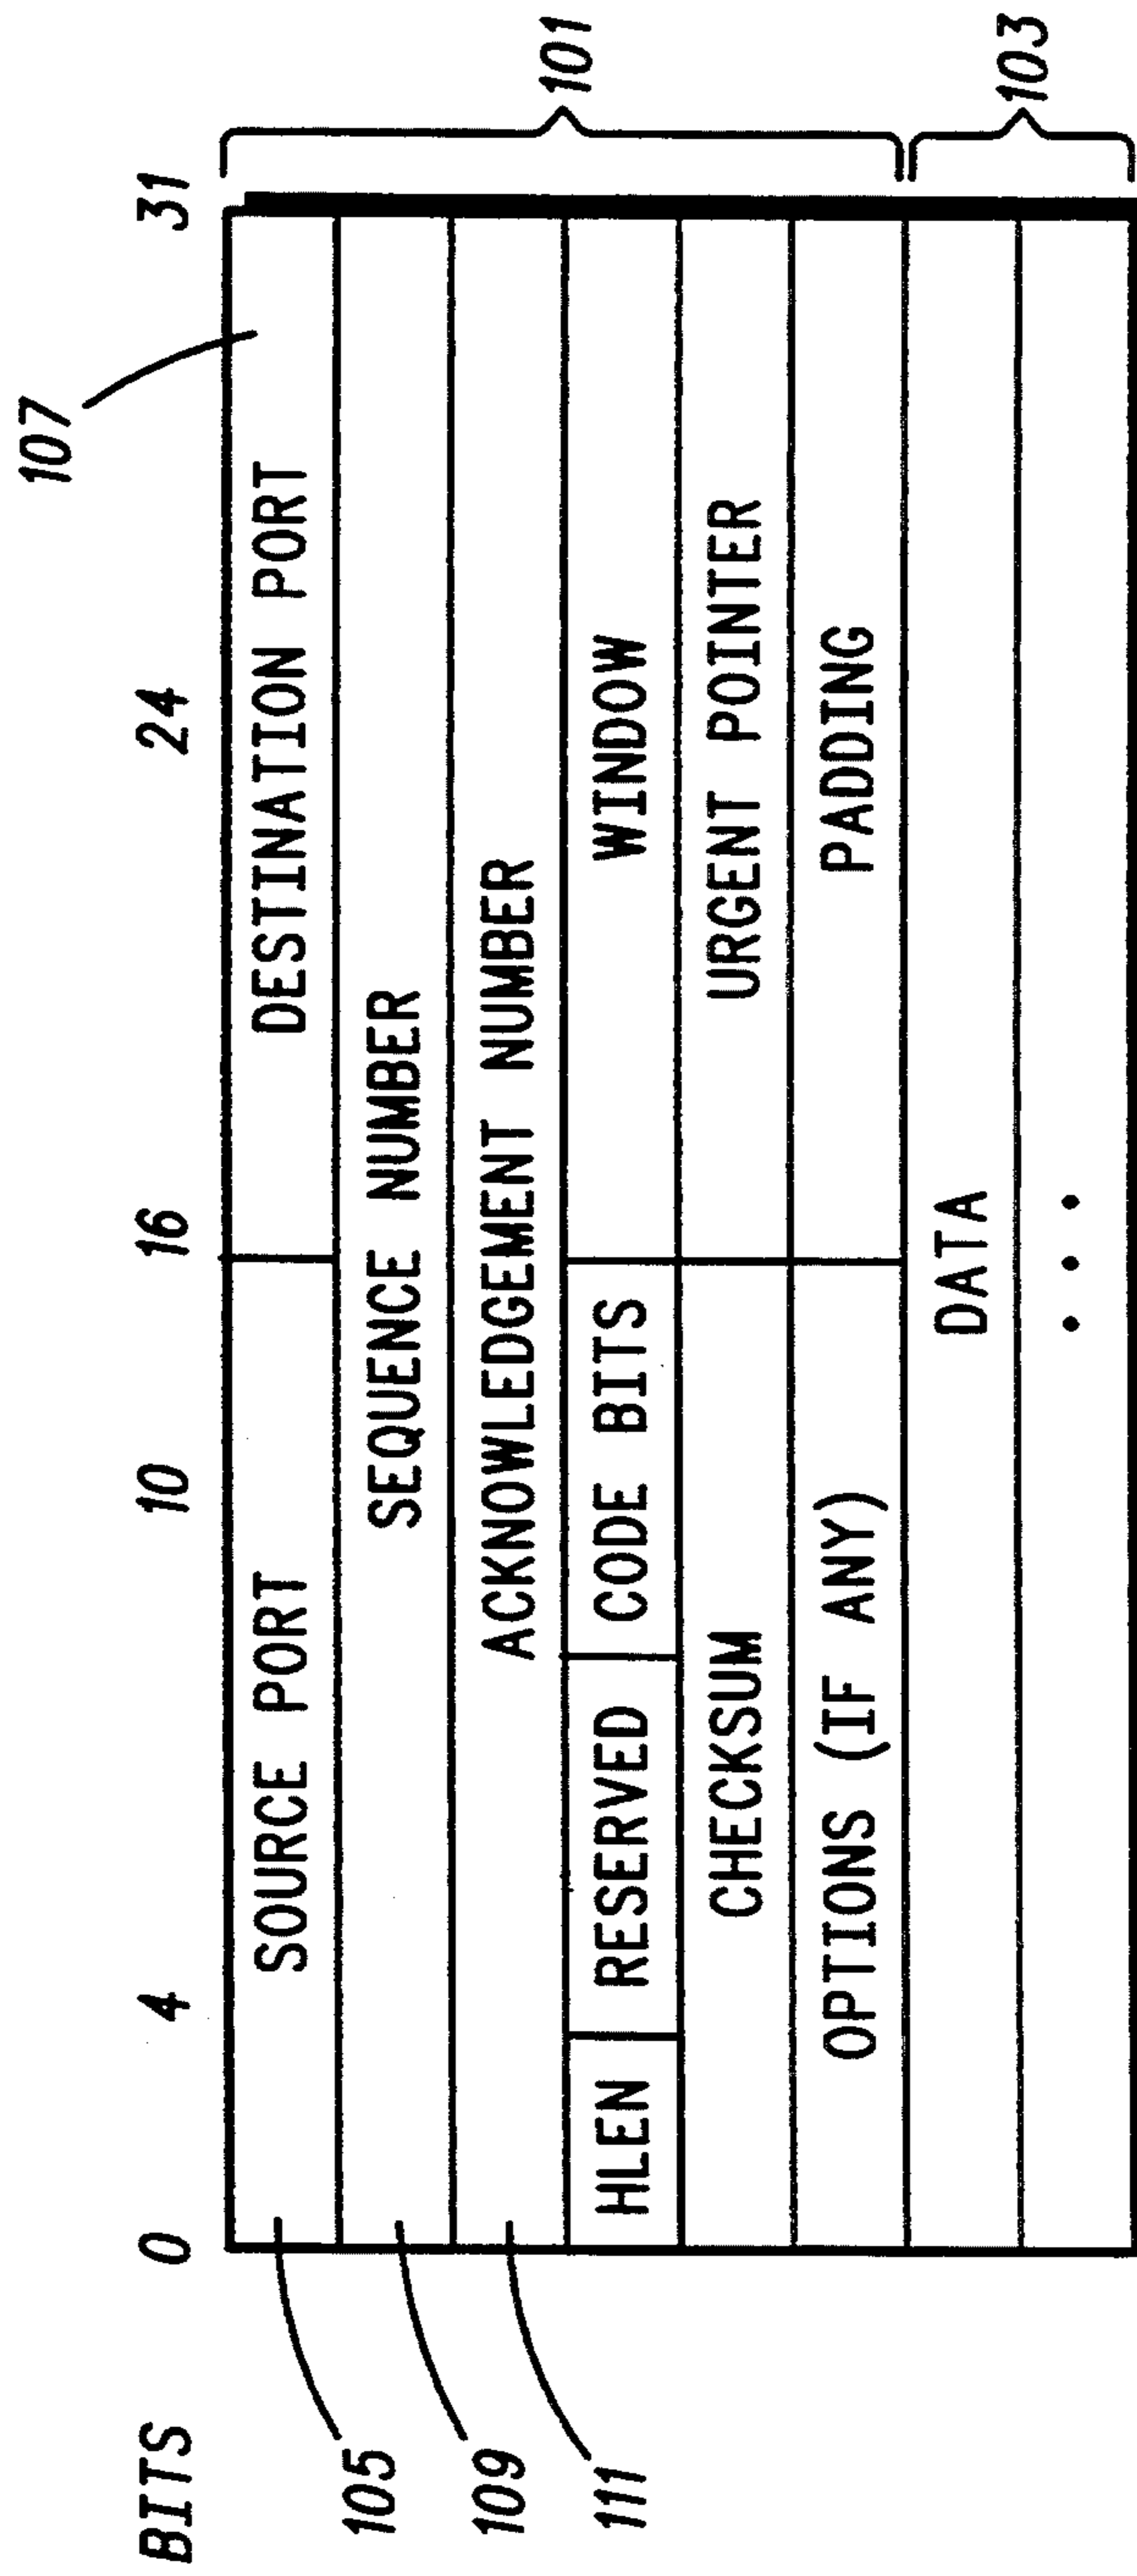 107
BITS 0 4 10 16 24 31
105 SOURCE PORT DESTINATION PORT
109 SEQUENCE NUMBER
111 ACKNOWLEDGEMENT NUMBER 101
HLEN RESERVED CODE BITS WINDOW
CHECKSUM URGENT POINTER
OPTIONS (IF ANY) PADDING
DATA 103
. . .